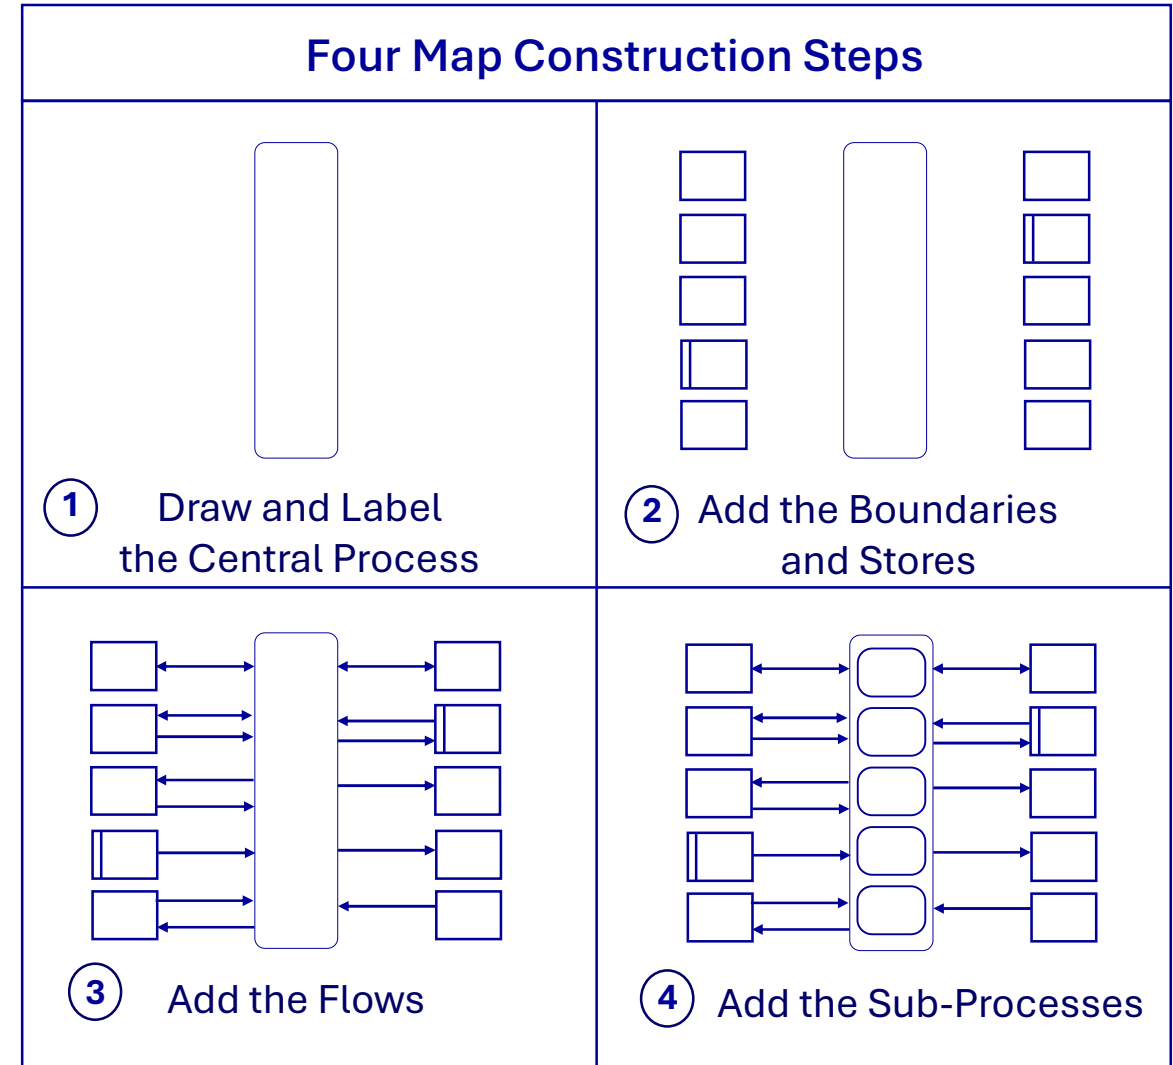 Four Map Construction Steps
1
Draw and Label
the Central Process
2
Add the Boundaries
and Stores
3
Add the Flows
4
Add the Sub-Processes